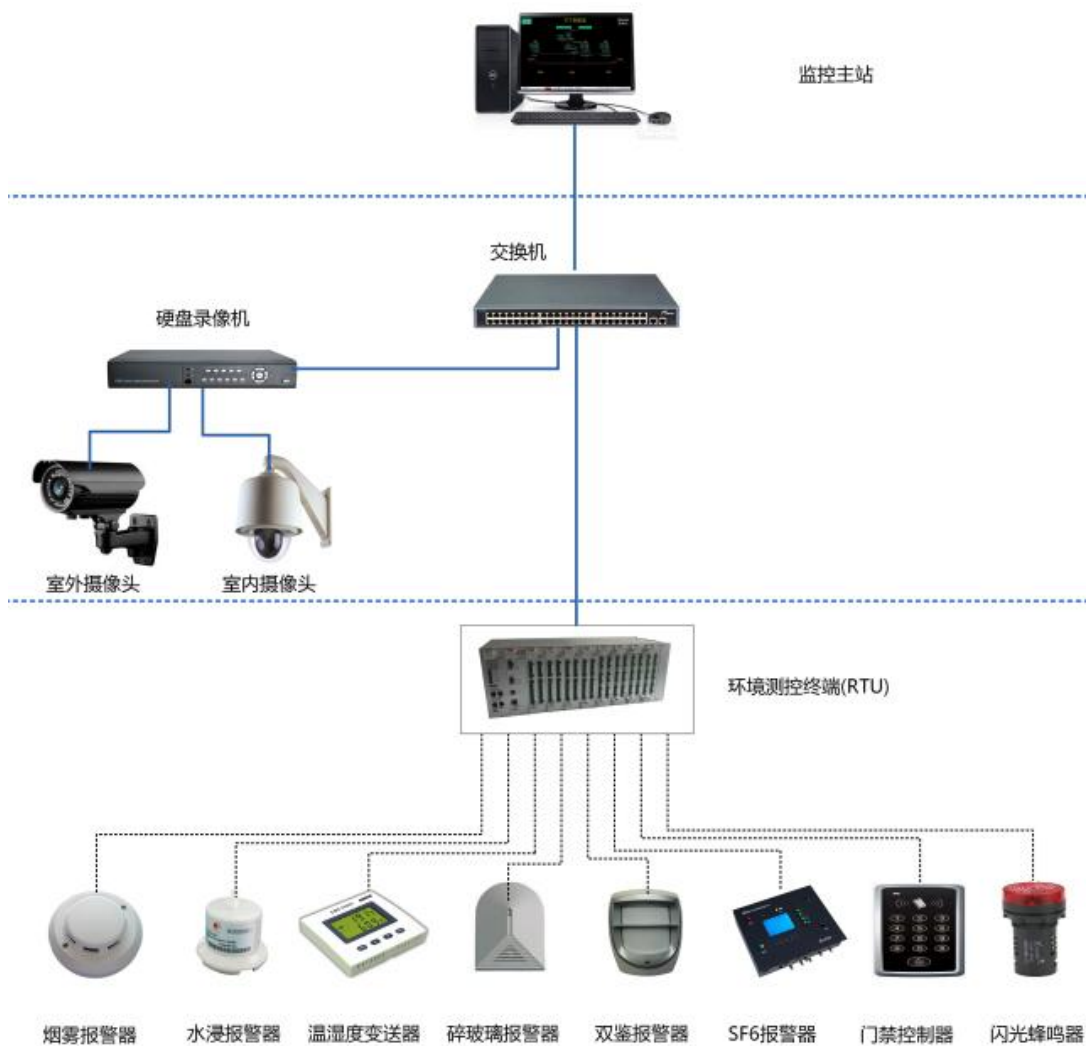 监控主站
交换机
硬盘录像机
室外摄像头
室内摄像头
环境测控终端(RTU)
烟雾报警器
水浸报警器
温湿度变送器
碎玻璃报警器
双鉴报警器
SF6报警器
门禁控制器
闪光蜂鸣器